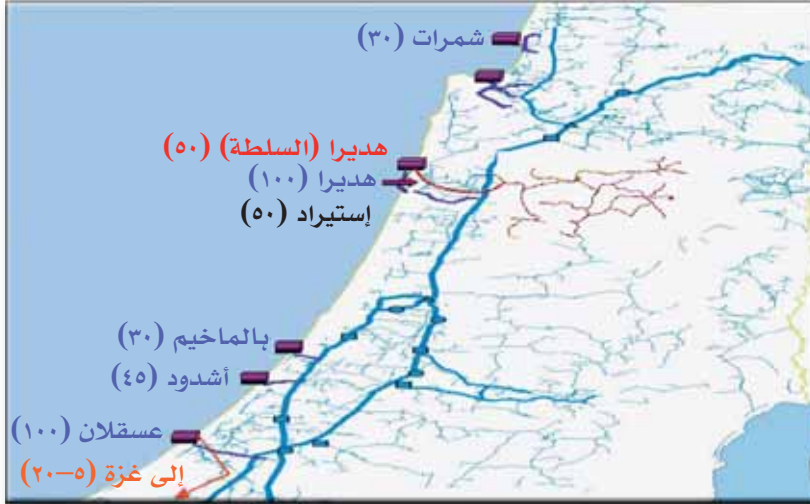 شمرات (٣٠)
هديرا (السلطة) (٥٠)
هديرا (١٠٠)
إستيراد (٥٠)
بالماخيم (٣٠)
أشدود (٤٥)
عسقلان (١٠٠)
إلى غزة (٥-٢٠)